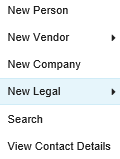 New Person
New Vendor
New Company
New Legal
Search
View Contact Details